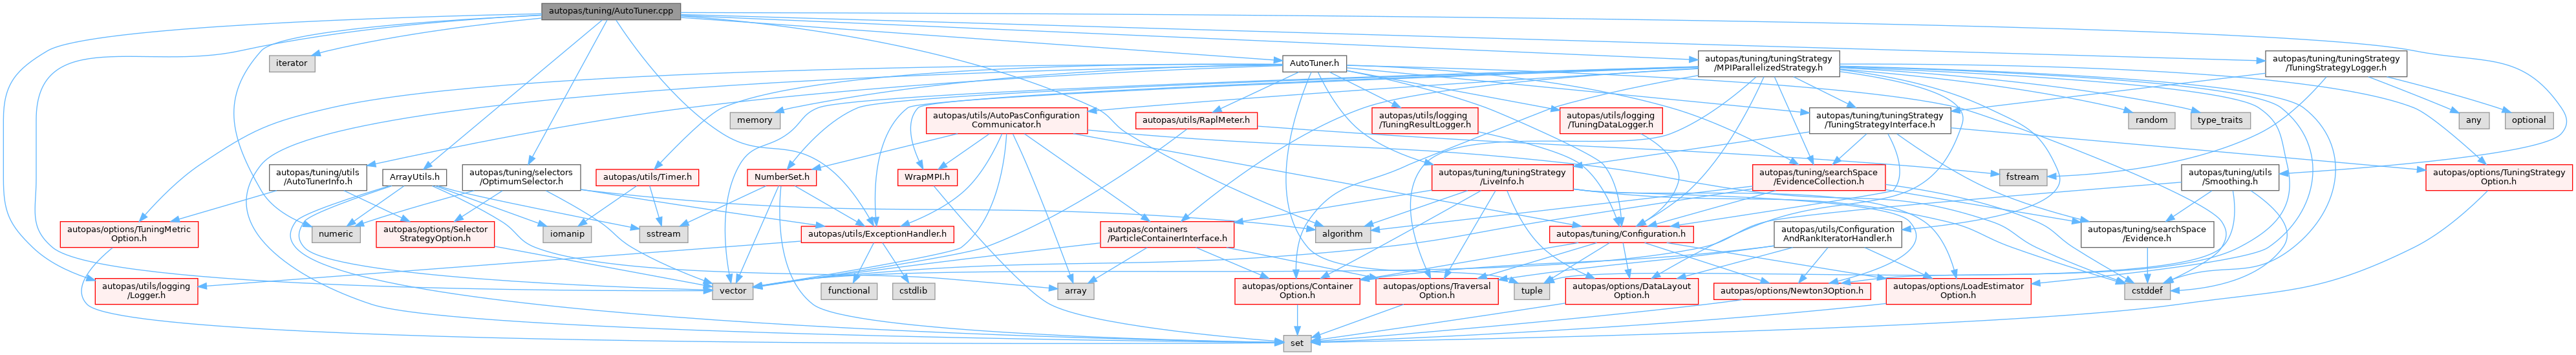 autopas/tuning/AutoTuner.cpp
iterator
AutoTuner.h
autopas/tuning/tuningStrategy
/MPIParallelizedStrategy.h
autopas/tuning/tuningStrategy
/TuningStrategyLogger.h
memory
autopas/utils/AutoPasConfiguration
Communicator.h
autopas/utils/RaplMeter.h
autopas/utils/logging
/TuningResultLogger.h
autopas/utils/logging
/TuningDataLogger.h
autopas/tuning/tuningStrategy
/TuningStrategyInterface.h
random
type_traits
any
optional
autopas/tuning/utils
/AutoTunerInfo.h
ArrayUtils.h
autopas/tuning/selectors
/OptimumSelector.h
autopas/utils/Timer.h
NumberSet.h
WrapMPI.h
autopas/tuning/tuningStrategy
/LiveInfo.h
autopas/tuning/searchSpace
/EvidenceCollection.h
fstream
autopas/tuning/utils
/Smoothing.h
autopas/options/TuningStrategy
Option.h
autopas/options/TuningMetric
Option.h
numeric
autopas/options/Selector
StrategyOption.h
iomanip
sstream
autopas/utils/ExceptionHandler.h
autopas/containers
/ParticleContainerInterface.h
algorithm
autopas/tuning/Configuration.h
autopas/utils/Configuration
AndRankIteratorHandler.h
autopas/tuning/searchSpace
/Evidence.h
autopas/utils/logging
/Logger.h
vector
functional
cstdlib
array
autopas/options/Container
Option.h
autopas/options/Traversal
Option.h
tuple
autopas/options/DataLayout
Option.h
autopas/options/Newton3Option.h
autopas/options/LoadEstimator
Option.h
cstddef
set